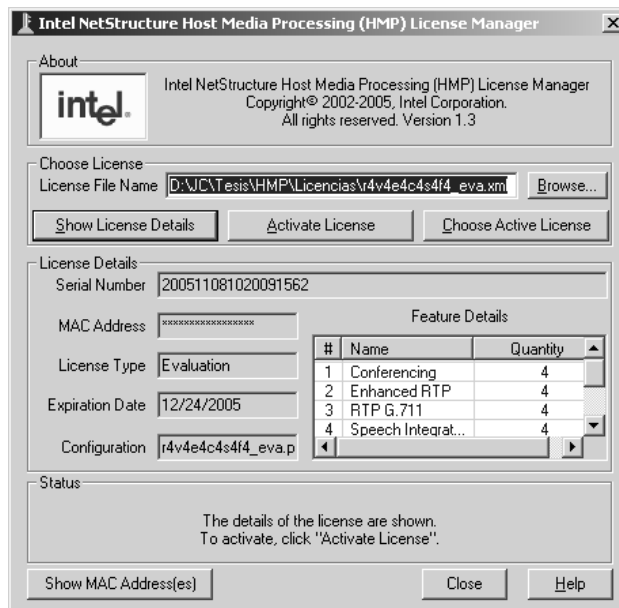 Intel NetStructure Host Media Processing (HMP) License Manager
About
intel.
Intel NetStructure Host Media Processing (HMP) License Manager
Copyright© 2002-2005, Intel Corporation.
All rights reserved. Version 1.3
Choose License
License File Name D:\JC\Tesis\HMP\Licencias\r4v4e4c4s4f4_eva.xml Browse...
Show License Details Activate License Choose Active License
License Details
Serial Number 200511081020091562
MAC Address *****************
License Type Evaluation
Expiration Date 12/24/2005
Configuration r4v4e4c4s4f4_eva.p
Feature Details
# Name Quantity
1 Conferencing 4
2 Enhanced RTP 4
3 RTP G.711 4
4 Speech Integrat... 4
Status
The details of the license are shown.
To activate, click "Activate License".
Show MAC Address(es) Close Help